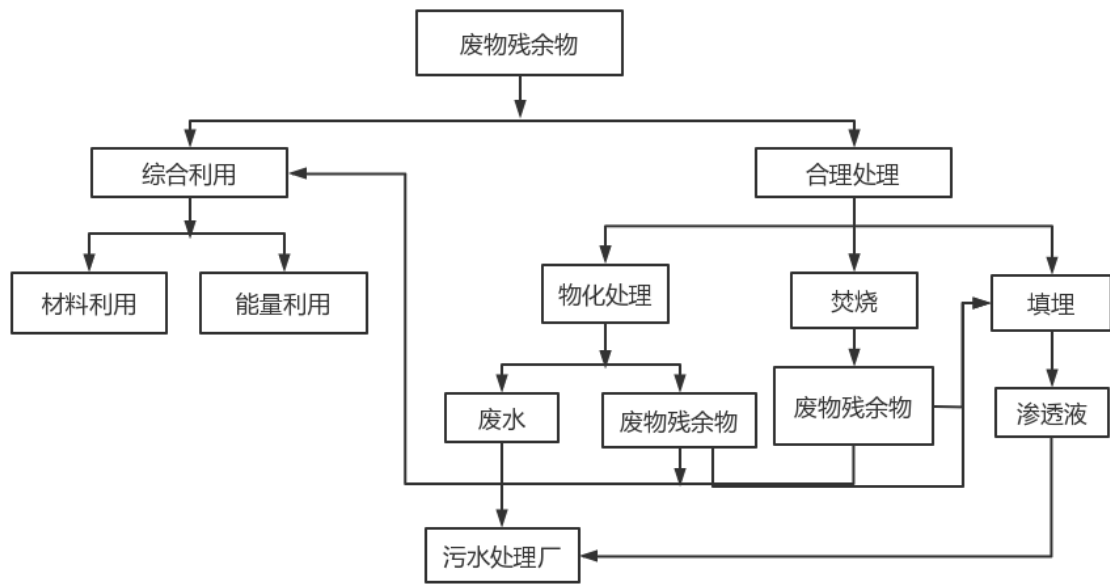 废物残余物
综合利用
合理处理
材料利用
能量利用
物化处理
焚烧
填埋
废水
废物残余物
废物残余物
渗透液
污水处理厂